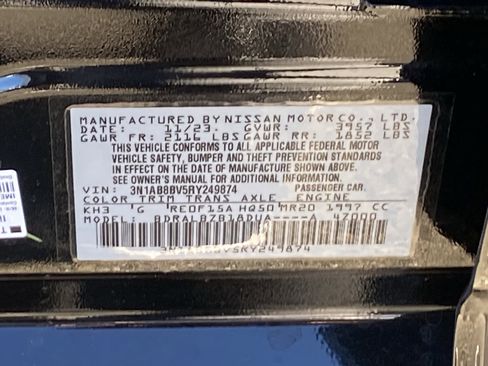 MANUFACTURED BY NISSAN MOTOR CO., LTD.
DATE: 11/23. GVWR: 3957 LBS
GAWR FR: 2116 LBS GAWR RR: 1852 LBS
THIS VEHICLE CONFORMS TO ALL APPLICABLE FEDERAL MOTOR
VEHICLE SAFETY, BUMPER AND THEFT PREVENTION STANDARDS
IN EFFECT ON THE DATE OF MANUFACTURE SHOWN ABOVE.
SEE OWNER'S MANUAL FOR FURTHER INFORMATION.
VIN: 3N1AB8BV5RY249874 PASSENGER CAR.
COLOR TRIM TRANS AXLE ENGINE
KH3 G RE0F15A HQ50 MR20 1997 CC
MODEL: BDRALBZB1ADUA----A 47000
3N1AB8BV5RY249874